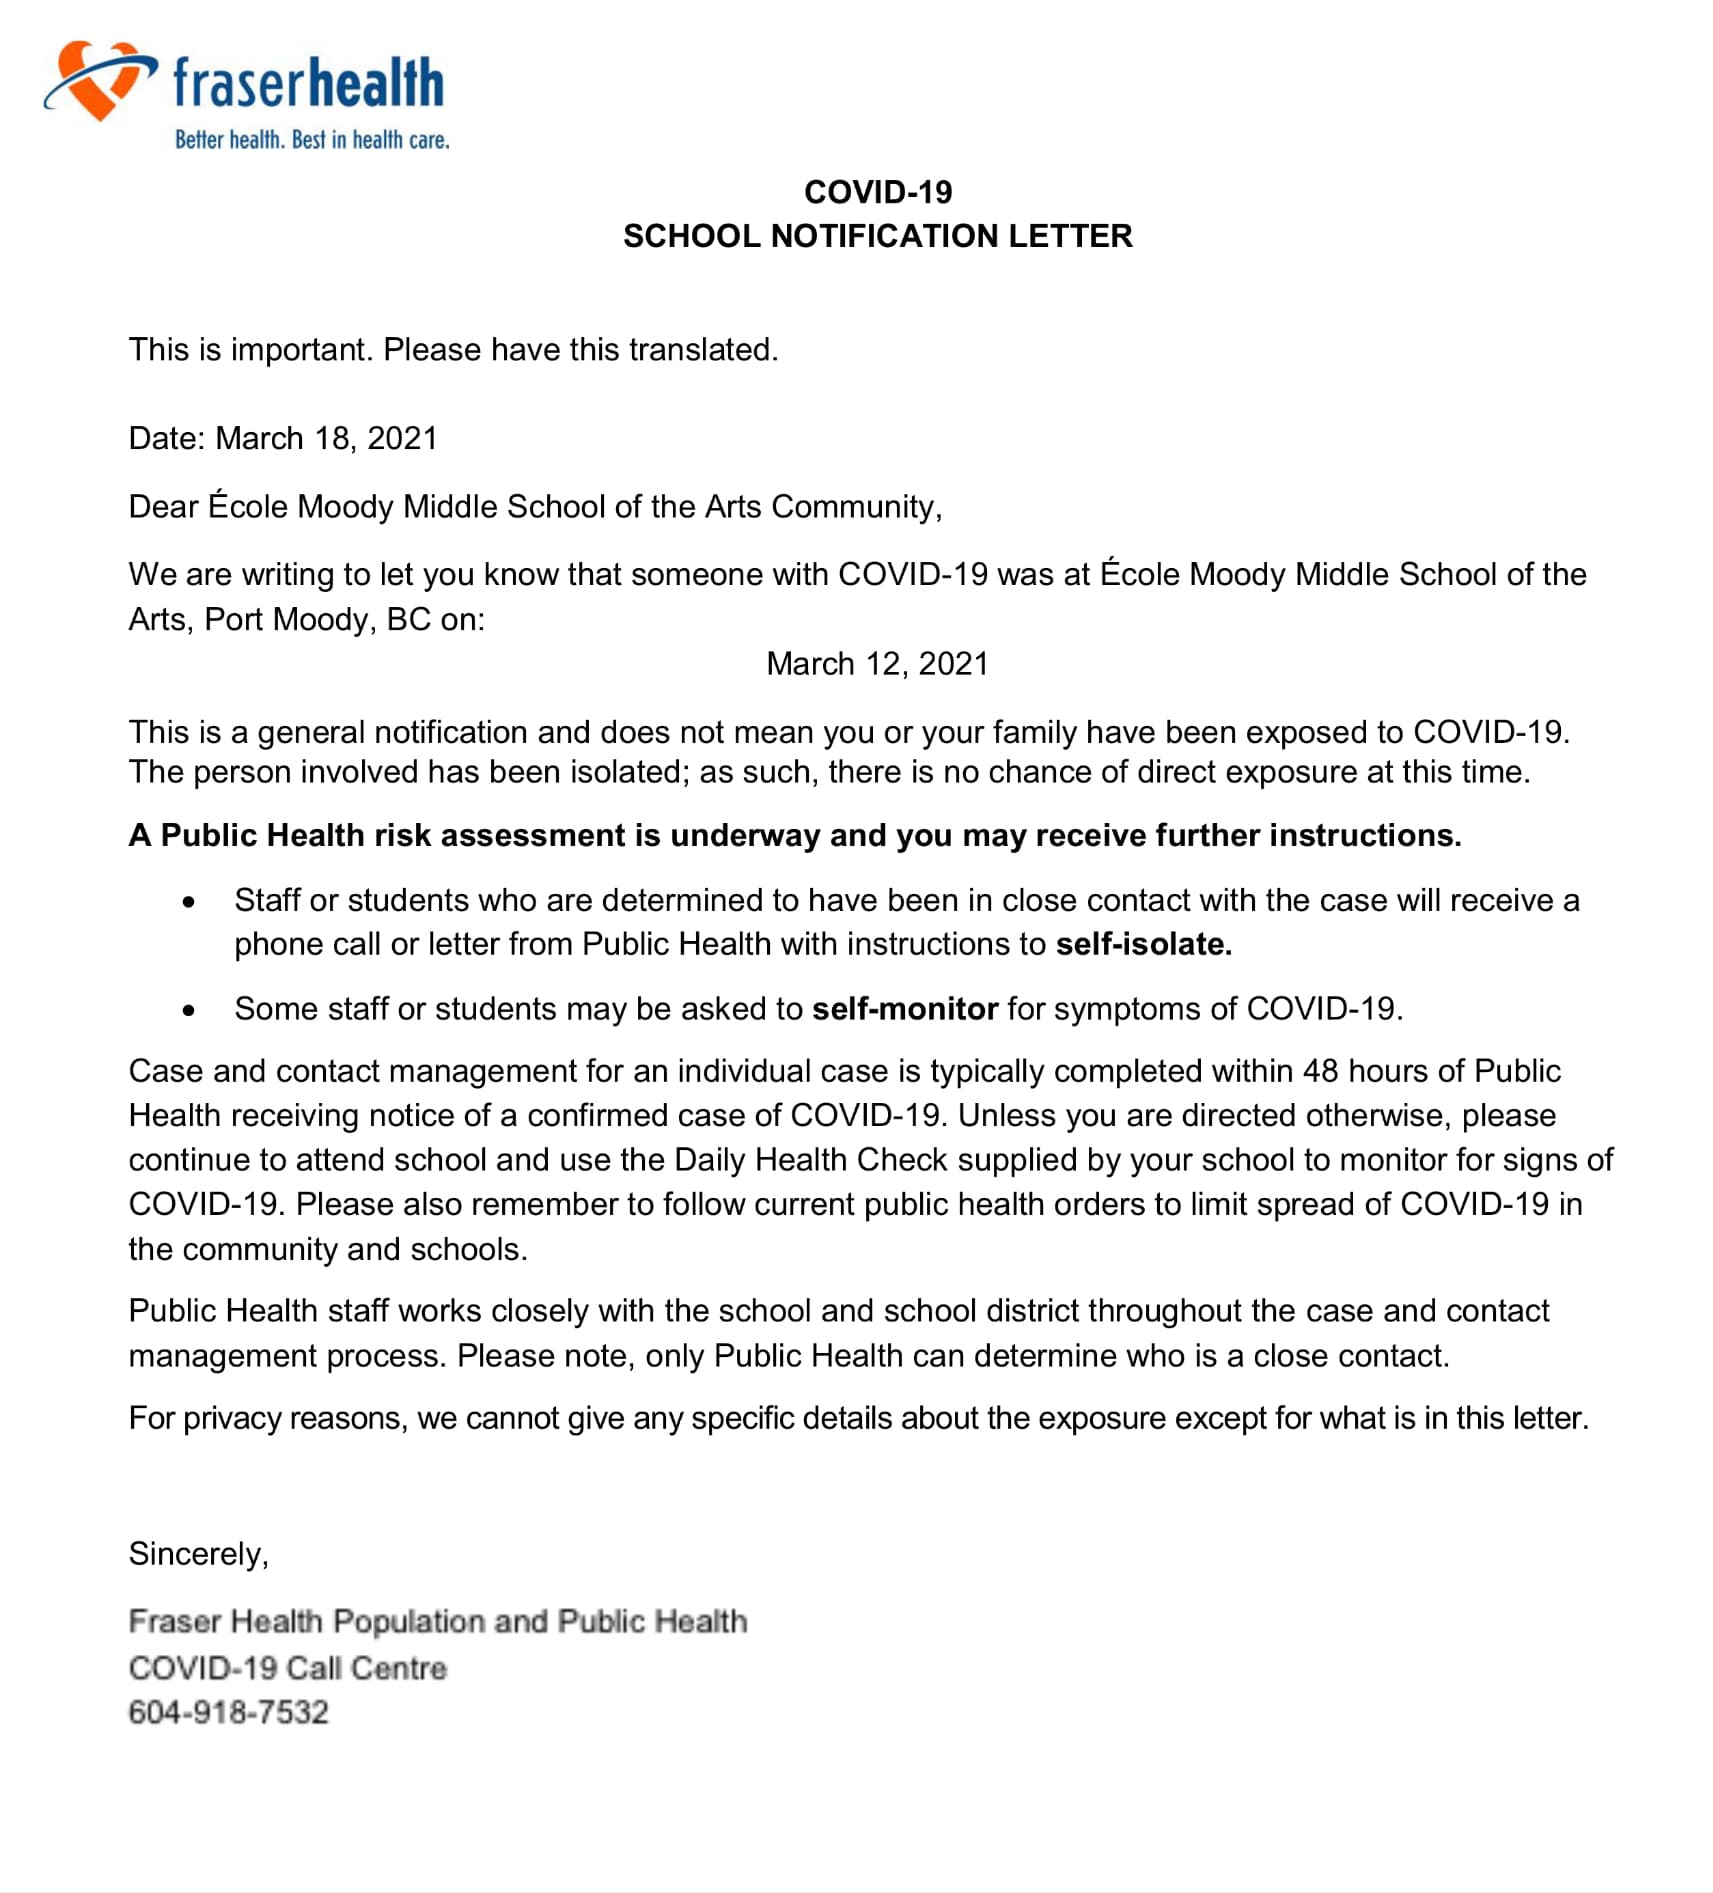 fraserhealth
Better health. Best in health care.
COVID-19
SCHOOL NOTIFICATION LETTER
This is important. Please have this translated.
Date: March 18, 2021
Dear École Moody Middle School of the Arts Community,
We are writing to let you know that someone with COVID-19 was at École Moody Middle School of the
Arts, Port Moody, BC on:
March 12, 2021
This is a general notification and does not mean you or your family have been exposed to COVID-19.
The person involved has been isolated; as such, there is no chance of direct exposure at this time.
A Public Health risk assessment is underway and you may receive further instructions.
• Staff or students who are determined to have been in close contact with the case will receive a
phone call or letter from Public Health with instructions to self-isolate.
• Some staff or students may be asked to self-monitor for symptoms of COVID-19.
Case and contact management for an individual case is typically completed within 48 hours of Public
Health receiving notice of a confirmed case of COVID-19. Unless you are directed otherwise, please
continue to attend school and use the Daily Health Check supplied by your school to monitor for signs of
COVID-19. Please also remember to follow current public health orders to limit spread of COVID-19 in
the community and schools.
Public Health staff works closely with the school and school district throughout the case and contact
management process. Please note, only Public Health can determine who is a close contact.
For privacy reasons, we cannot give any specific details about the exposure except for what is in this letter.
Sincerely,
Fraser Health Population and Public Health
COVID-19 Call Centre
604-918-7532